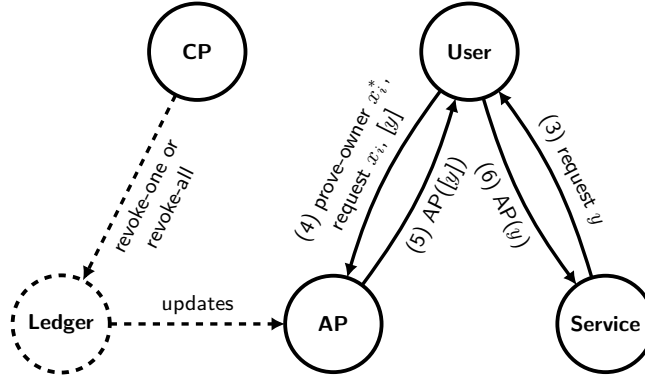 CP
User
revoke-one or
revoke-all
(4) prove-owner $x_i^*$,
request $x_i$, $[y]$
(5) AP($[y]$)
(6) AP($y$)
(3) request $y$
Ledger
updates
AP
Service